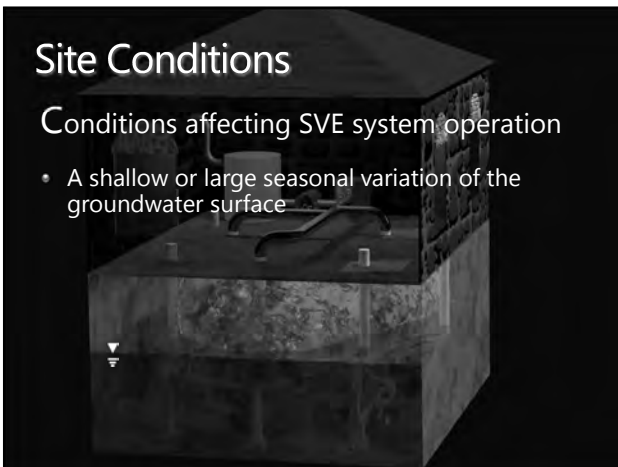 Site Conditions
Conditions affecting SVE system operation
• A shallow or large seasonal variation of the
groundwater surface